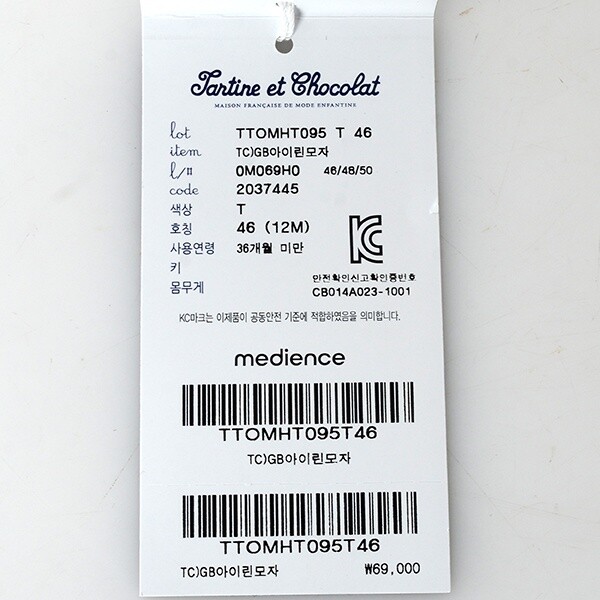 Tartine et Chocolat
MAISON FRANÇAISE DE MODE ENFANTINE
lot TTOMHT095 T 46
item TC)GB아이린모자
l/n 0M069H0 46/48/50
code 2037445
색상 T
호칭 46 (12M)
사용연령 36개월 미만
키
몸무게
KC
안전확인신고확인증번호
CB014A023-1001
KC마크는 이제품이 공동안전 기준에 적합하였음을 의미합니다.
medience
TTOMHT095T46
TC)GB아이린모자
TTOMHT095T46
TC)GB아이린모자 ₩69,000